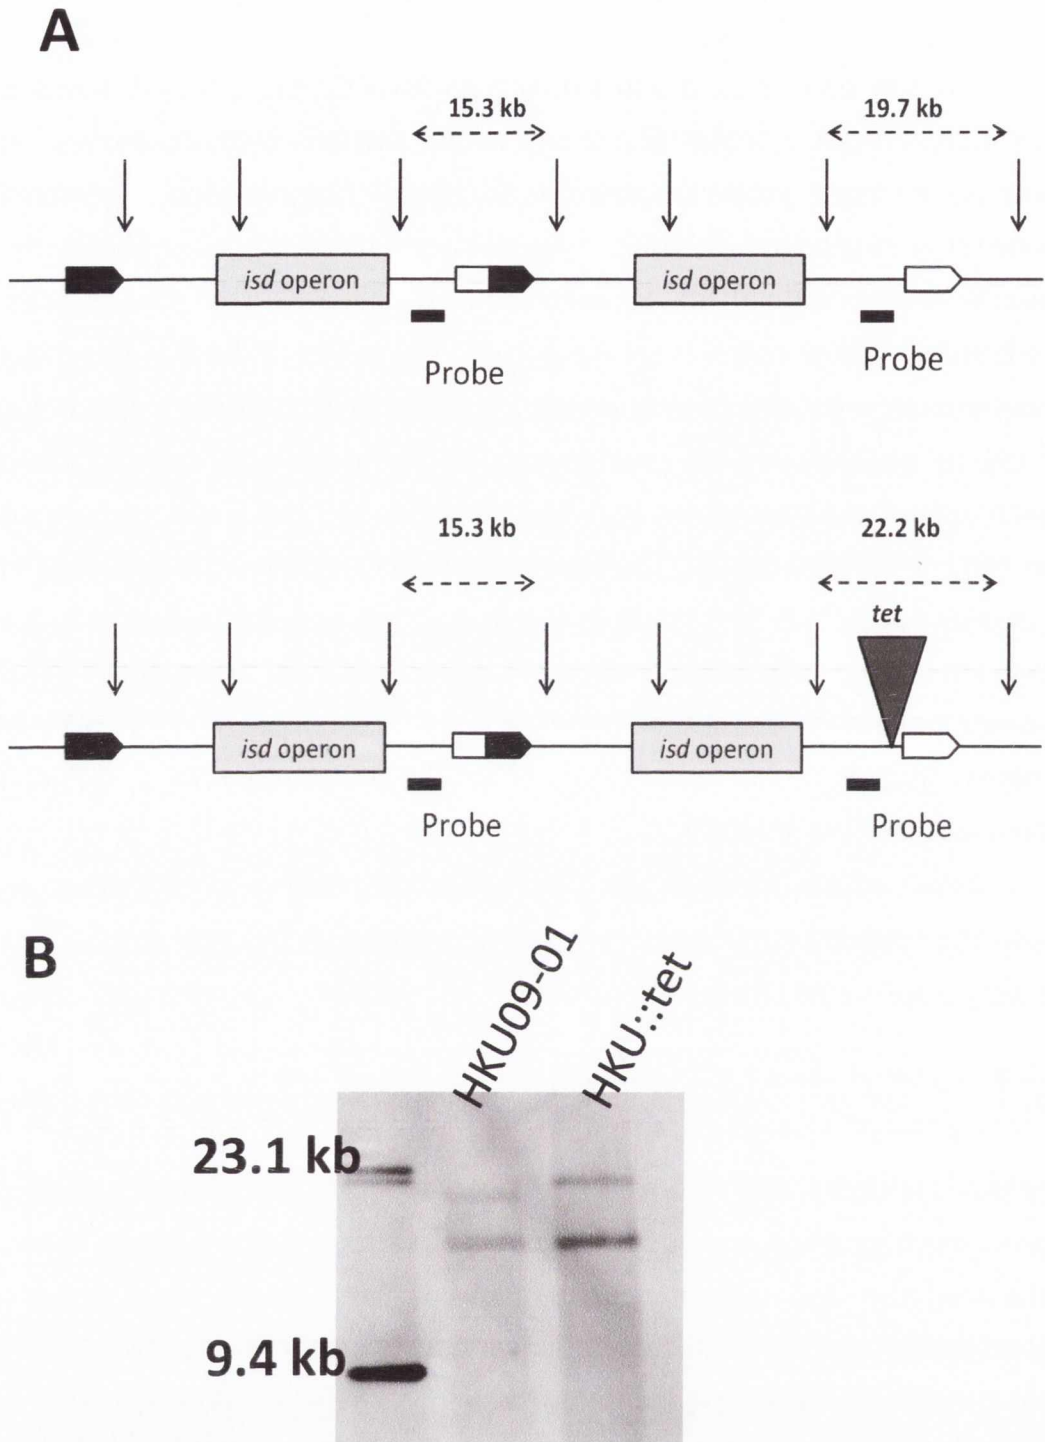 A
15.3 kb 19.7 kb
isd operon isd operon
Probe Probe
15.3 kb 22.2 kb
tet
isd operon isd operon
Probe Probe
B
HKU09-01 HKU::tet
23.1 kb
9.4 kb